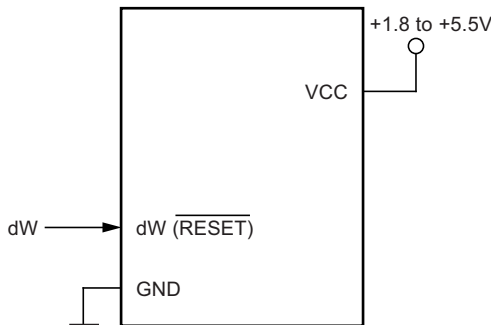 +1.8 to +5.5V
VCC
dW
dW (RESET)
GND